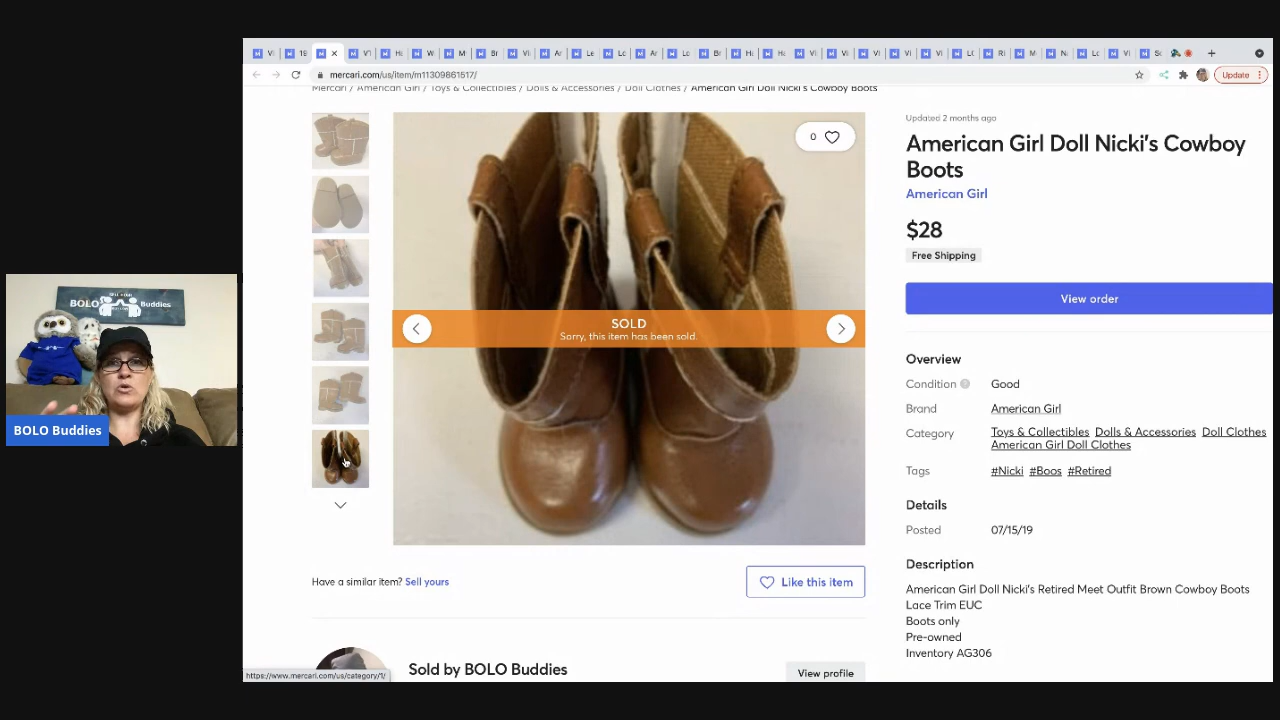 mercari.com/us/item/m11309861617/
Update
Mercari / American Girl / Toys & Collectibles / Dolls & Accessories / Doll Clothes / American Girl Doll Nicki's Cowboy Boots
0
SOLD
Sorry, this item has been sold.
Have a similar item? Sell yours
Like this item
Sold by BOLO Buddies
View profile
https://www.mercari.com/us/category/1/
Updated 2 months ago
American Girl Doll Nicki's Cowboy
Boots
American Girl
$28
Free Shipping
View order
Overview
Condition Good
Brand American Girl
Category Toys & Collectibles Dolls & Accessories Doll Clothes
American Girl Doll Clothes
Tags #Nicki #Boos #Retired
Details
Posted 07/15/19
Description
American Girl Doll Nicki's Retired Meet Outfit Brown Cowboy Boots
Lace Trim EUC
Boots only
Pre-owned
Inventory AG306
BOLO Buddies
BOLO Buddies